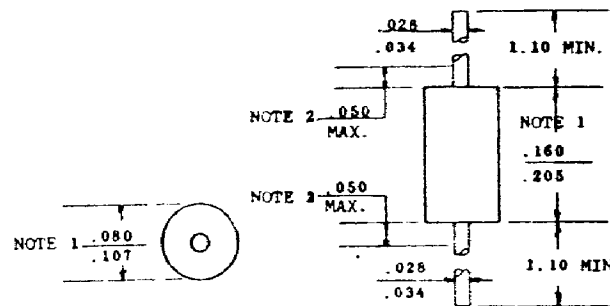 .028
.034
1.10 MIN.
NOTE 2 .050
MAX.
NOTE 1
.160
.205
NOTE 2 .050
MAX.
NOTE 1 .080
.107
.028
.034
1.10 MIN